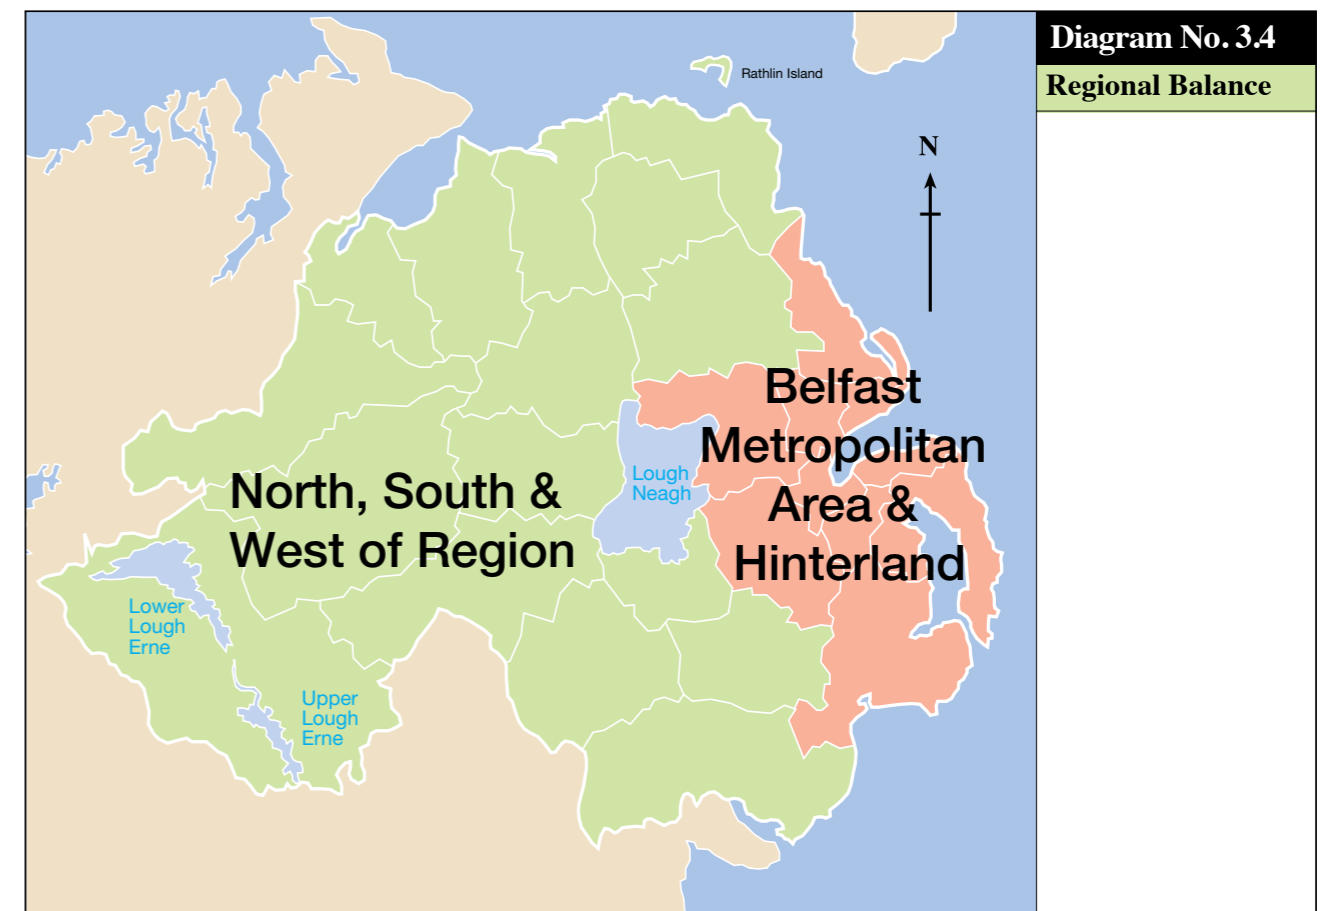 Diagram No. 3.4
Regional Balance
Rathlin Island
N
Belfast
Metropolitan
Area &
Hinterland
North, South &
West of Region
Lough
Neagh
Lower
Lough
Erne
Upper
Lough
Erne